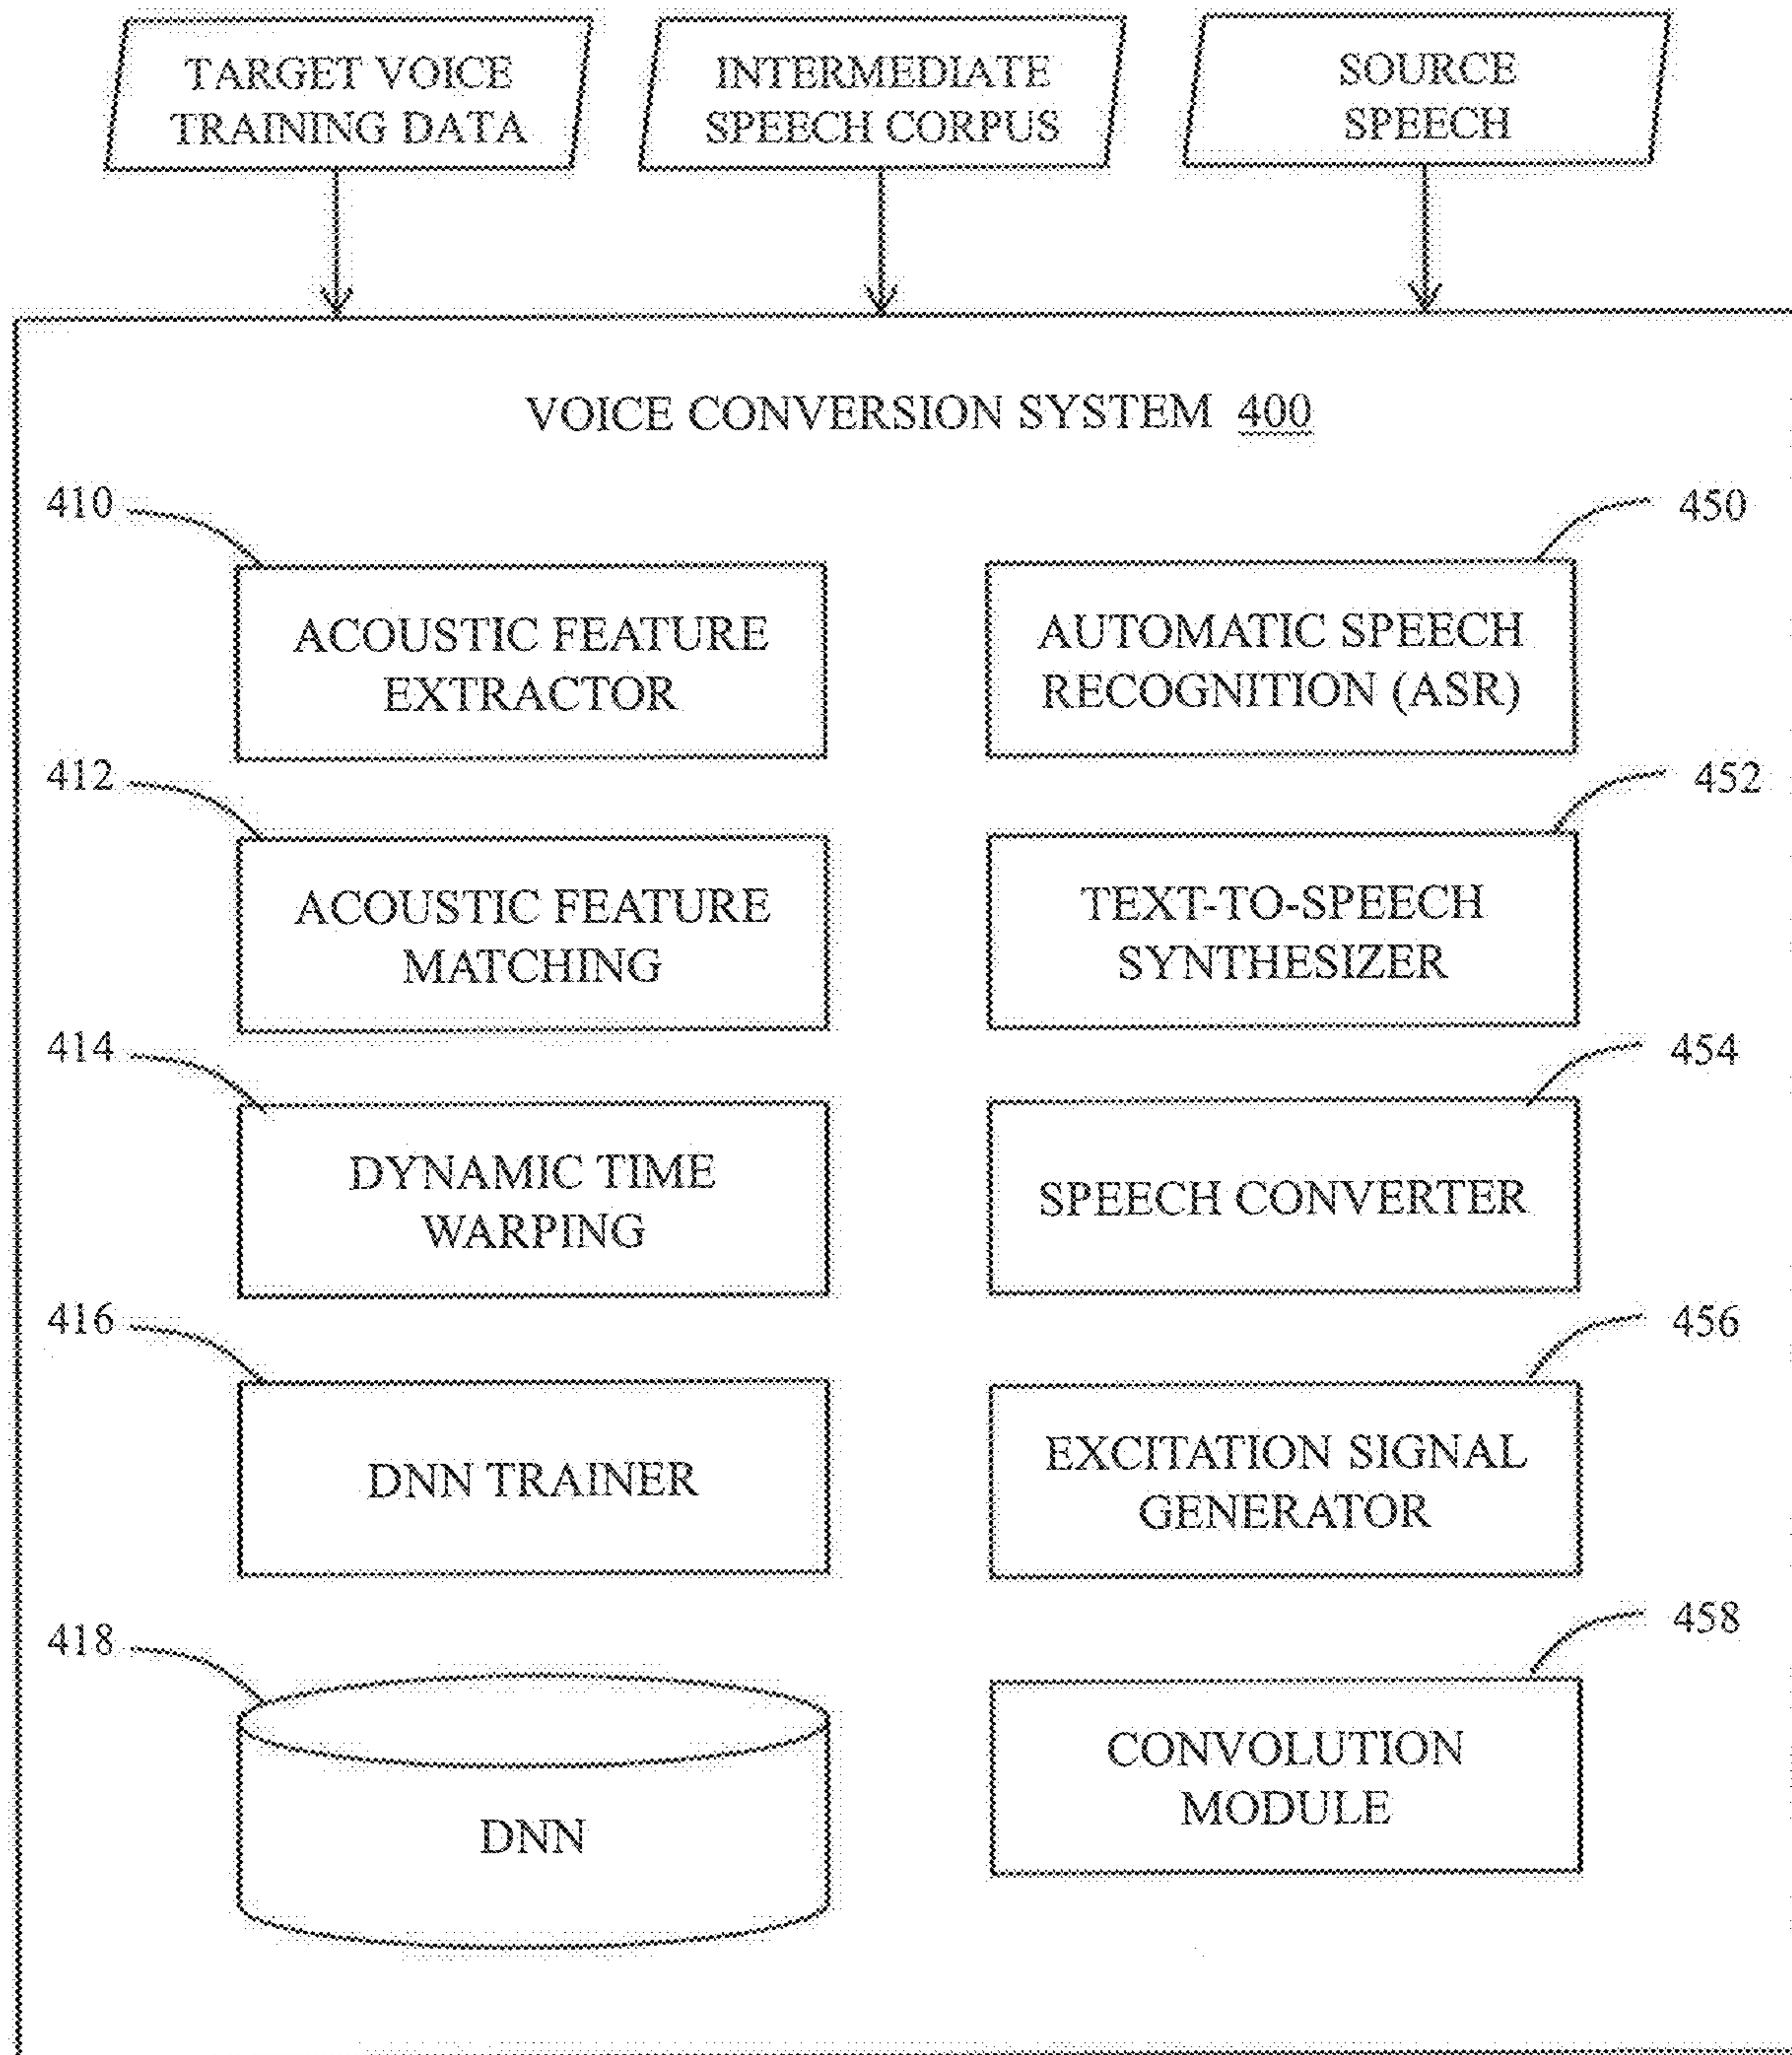 TARGET VOICE
TRAINING DATA
INTERMEDIATE
SPEECH CORPUS
SOURCE
SPEECH
VOICE CONVERSION SYSTEM 400
410
ACOUSTIC FEATURE
EXTRACTOR
450
AUTOMATIC SPEECH
RECOGNITION (ASR)
412
ACOUSTIC FEATURE
MATCHING
452
TEXT-TO-SPEECH
SYNTHESIZER
414
DYNAMIC TIME
WARPING
454
SPEECH CONVERTER
416
DNN TRAINER
456
EXCITATION SIGNAL
GENERATOR
418
DNN
458
CONVOLUTION
MODULE